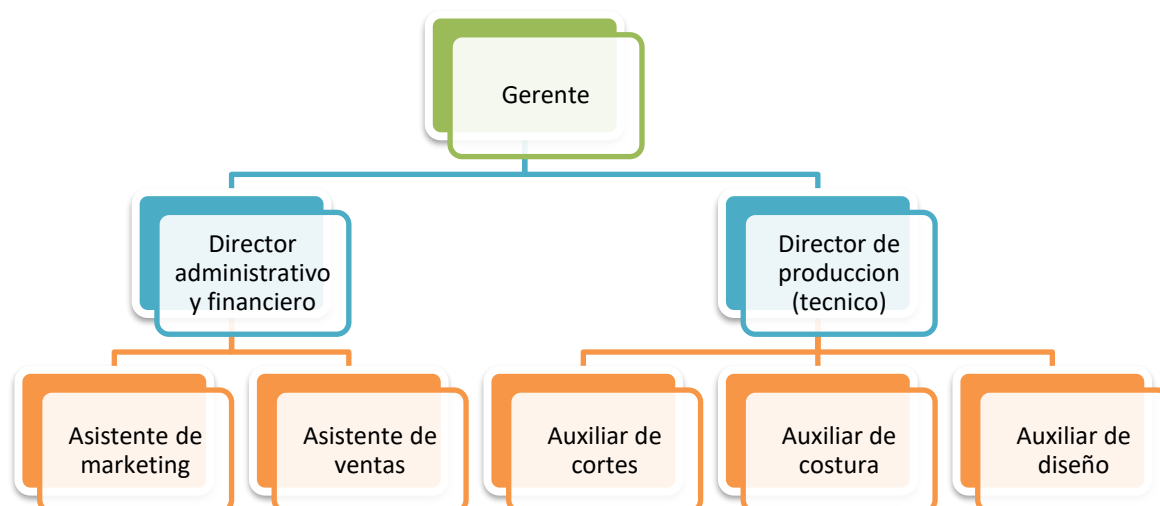 Gerente
Director
administrativo
y financiero
Director de
produccion
(tecnico)
Asistente de
marketing
Asistente de
ventas
Auxiliar de
cortes
Auxiliar de
costura
Auxiliar de
diseño